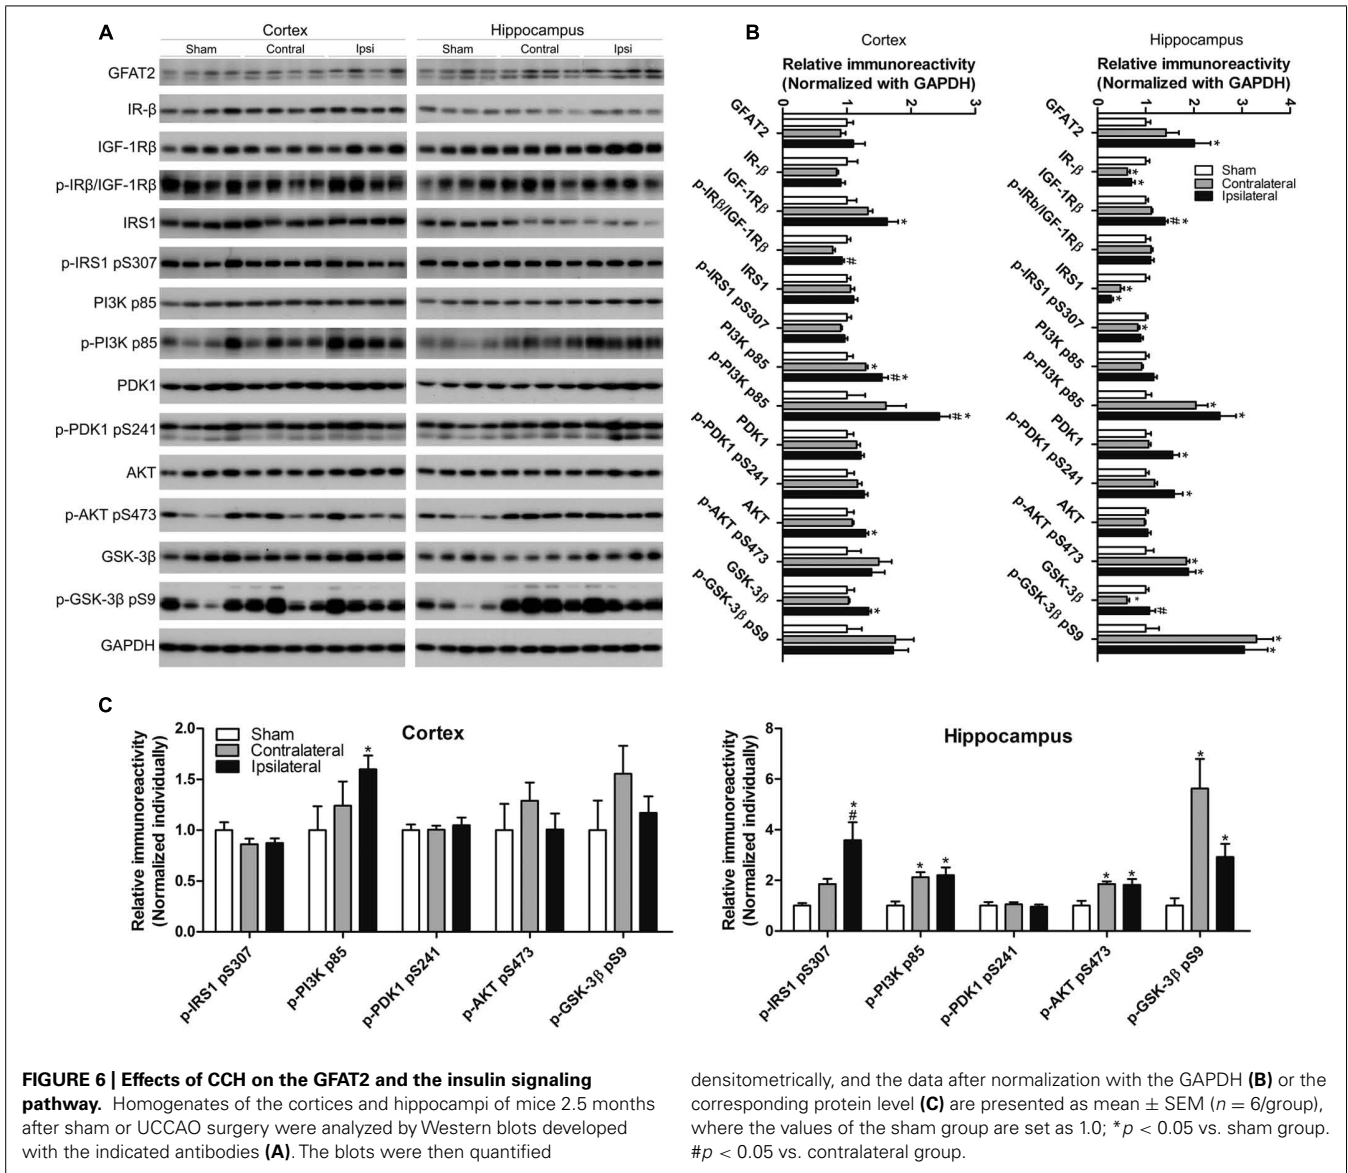 A
Cortex
Hippocampus
Sham Contral Ipsi
Sham Contral Ipsi
GFAT2
IR-β
IGF-1Rβ
p-IRβ/IGF-1Rβ
IRS1
p-IRS1 pS307
PI3K p85
p-PI3K p85
PDK1
p-PDK1 pS241
AKT
p-AKT pS473
GSK-3β
p-GSK-3β pS9
GAPDH
B
Cortex
Relative immunoreactivity
(Normalized with GAPDH)
0 1 2 3
GFAT2
IR-β
IGF-1Rβ
*
p-IRβ/IGF-1Rβ
#
IRS1
p-IRS1 pS307
PI3K p85
*
# *
p-PI3K p85
# *
PDK1
p-PDK1 pS241
AKT
*
p-AKT pS473
GSK-3β
*
p-GSK-3β pS9
Hippocampus
Relative immunoreactivity
(Normalized with GAPDH)
0 1 2 3 4
Sham
Contralateral
Ipsilateral
GFAT2
*
IR-β
*
*
IGF-1Rβ
# *
p-IRb/IGF-1Rβ
IRS1
*
*
p-IRS1 pS307
*
PI3K p85
p-PI3K p85
*
*
PDK1
*
p-PDK1 pS241
*
AKT
p-AKT pS473
*
*
GSK-3β
*
#
p-GSK-3β pS9
*
*
C
Cortex
Sham
Contralateral
Ipsilateral
Relative immunoreactivity
(Normalized individually)
2.0
1.5
1.0
0.5
0.0
*
p-IRS1 pS307
p-PI3K p85
p-PDK1 pS241
p-AKT pS473
p-GSK-3β pS9
Hippocampus
Relative immunoreactivity
(Normalized individually)
8
6
4
2
0
*
#
* *
* *
*
*
p-IRS1 pS307
p-PI3K p85
p-PDK1 pS241
p-AKT pS473
p-GSK-3β pS9
FIGURE 6 | Effects of CCH on the GFAT2 and the insulin signaling
pathway. Homogenates of the cortices and hippocampi of mice 2.5 months
after sham or UCCAO surgery were analyzed by Western blots developed
with the indicated antibodies (A). The blots were then quantified
densitometrically, and the data after normalization with the GAPDH (B) or the
corresponding protein level (C) are presented as mean ± SEM (n = 6/group),
where the values of the sham group are set as 1.0; *p < 0.05 vs. sham group.
#p < 0.05 vs. contralateral group.